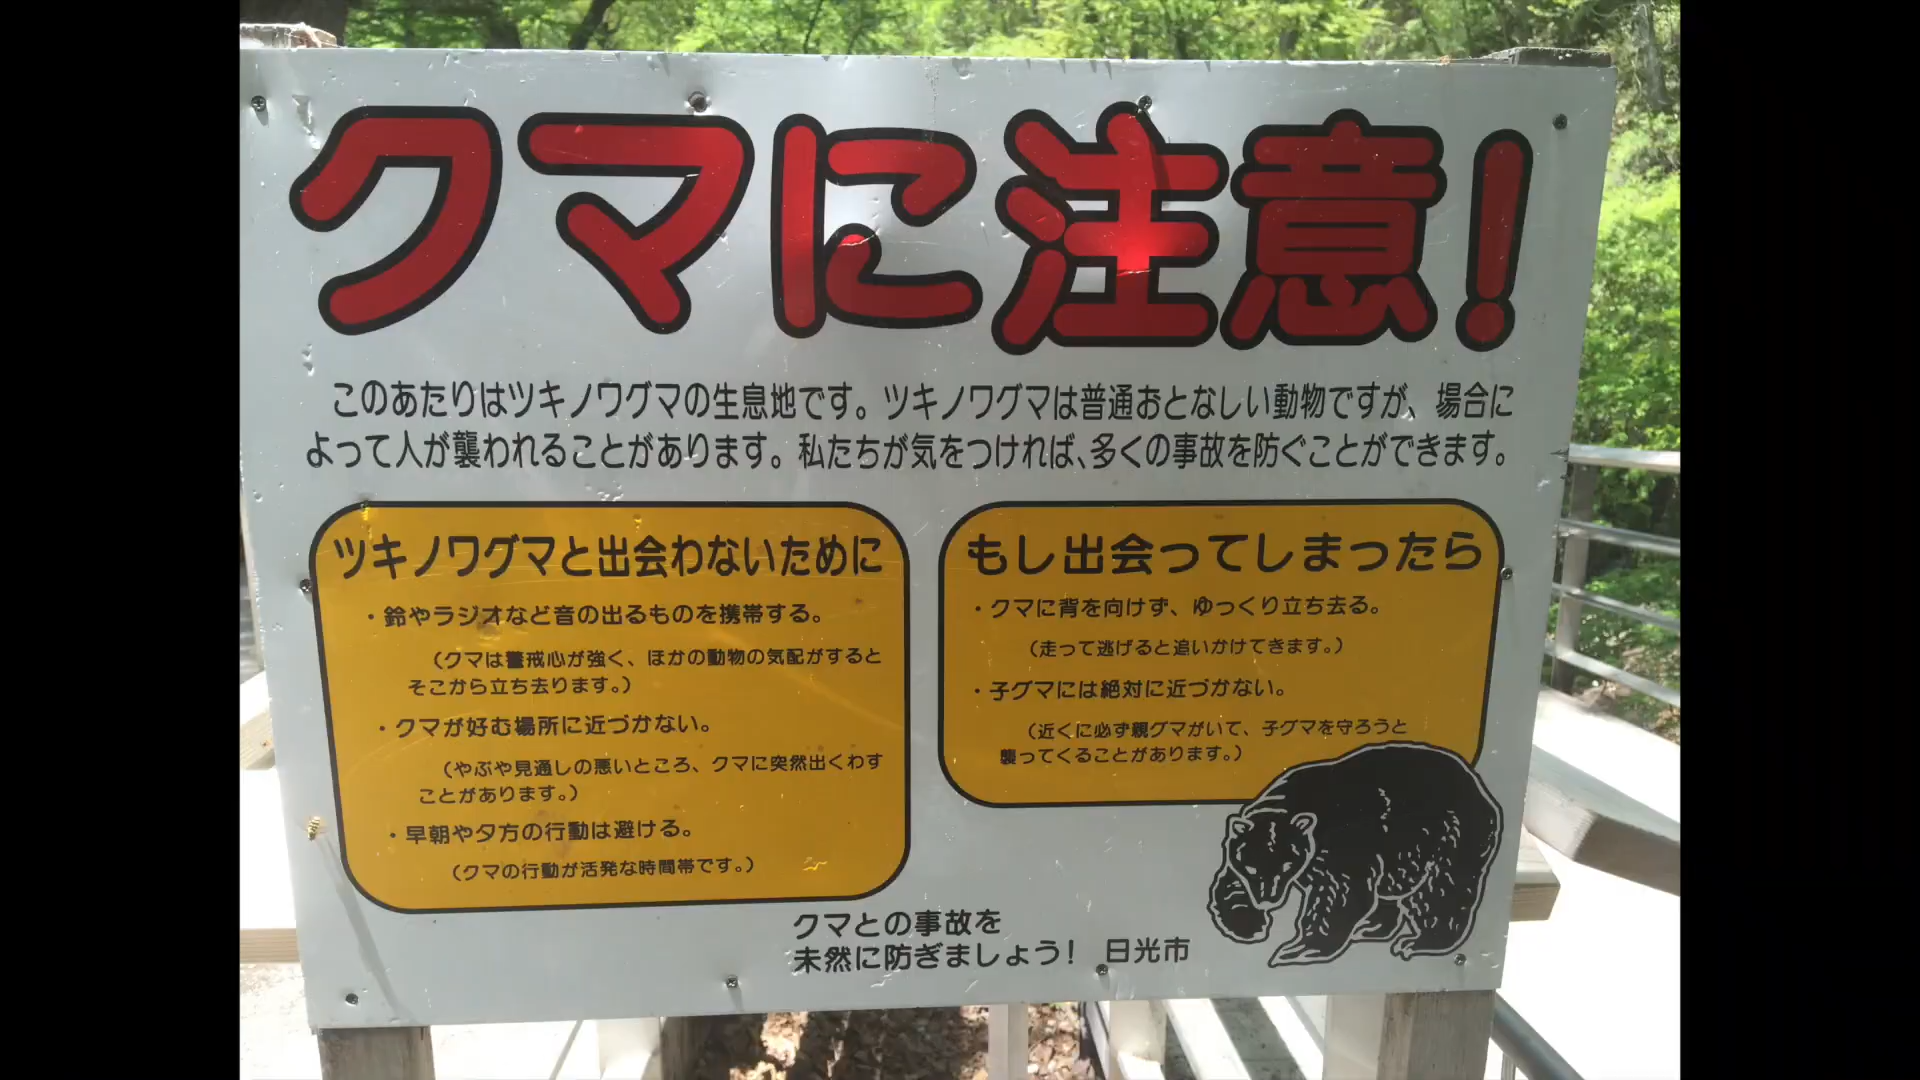 クマに注意!
このあたりはツキノワグマの生息地です。ツキノワグマは普通おとなしい動物ですが、場合に
よって人が襲われることがあります。私たちが気をつければ、多くの事故を防ぐことができます。
ツキノワグマと出会わないために
・鈴やラジオなど音の出るものを携帯する。
(クマは警戒心が強く、ほかの動物の気配がすると
そこから立ち去ります。)
・クマが好む場所に近づかない。
(やぶや見通しの悪いところ、クマに突然出くわす
ことがあります。)
・早朝や夕方の行動は避ける。
(クマの行動が活発な時間帯です。)
もし出会ってしまったら
・クマに背を向けず、ゆっくり立ち去る。
(走って逃げると追いかけてきます。)
・子グマには絶対に近づかない。
(近くに必ず親グマがいて、子グマを守ろうと
襲ってくることがあります。)
クマとの事故を
未然に防ぎましょう! 日光市